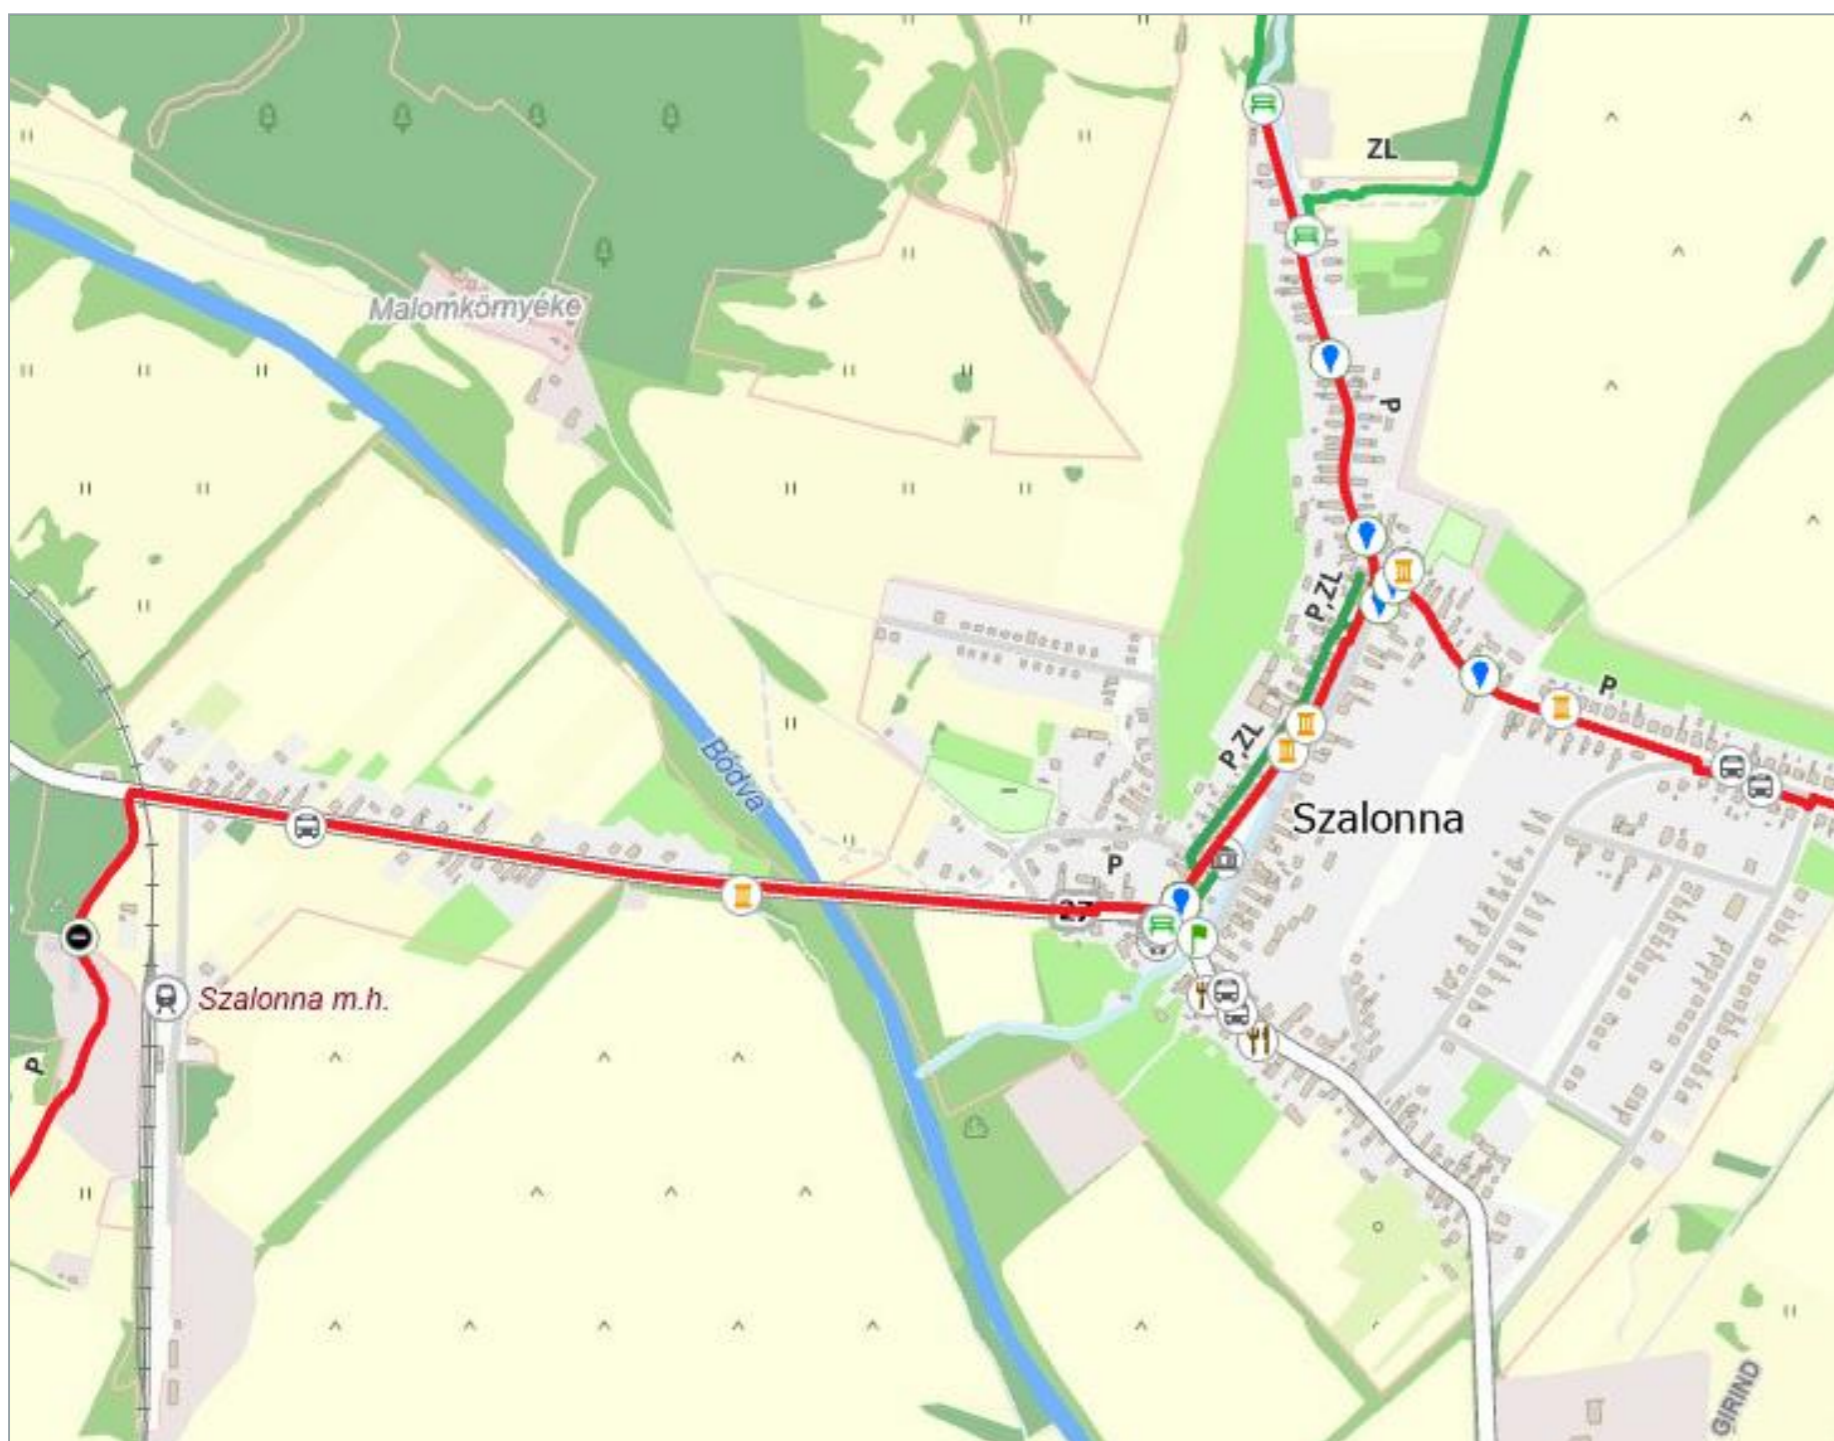 ZL
Malomkörnyéke
P
P,ZL
P
P,ZL
Bódva
Szalonna
P
27
Szalonna m.h.
P
GIRIND